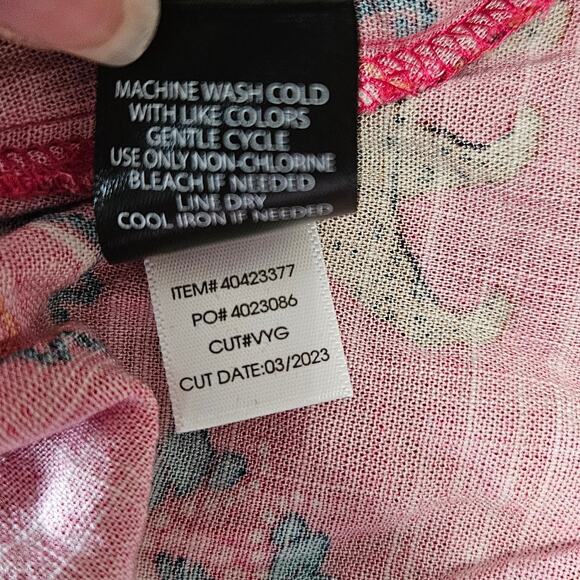 MACHINE WASH COLD
WITH LIKE COLORS
GENTLE CYCLE
USE ONLY NON-CHLORINE
BLEACH IF NEEDED
LINE DRY
COOL IRON IF NEEDED
ITEM# 40423377
PO# 4023086
CUT#VYG
CUT DATE:03/2023